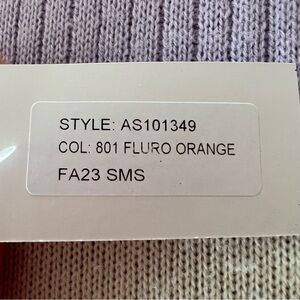 STYLE: AS101349
COL: 801 FLURO ORANGE
FA23 SMS